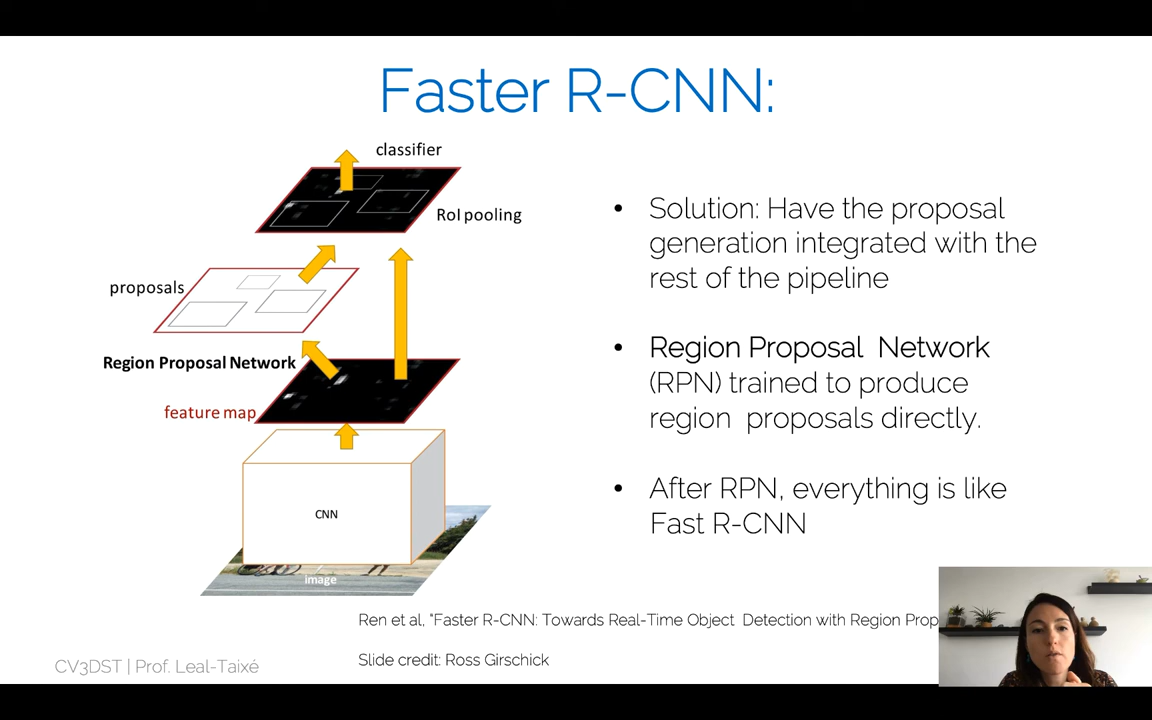 Faster R-CNN:
classifier
RoI pooling
proposals
Region Proposal Network
feature map
CNN
image
• Solution: Have the proposal
generation integrated with the
rest of the pipeline
• Region Proposal Network
(RPN) trained to produce
region proposals directly.
• After RPN, everything is like
Fast R-CNN
Ren et al, “Faster R-CNN: Towards Real-Time Object Detection with Region Prop
Slide credit: Ross Girschick
CV3DST | Prof. Leal-Taixé